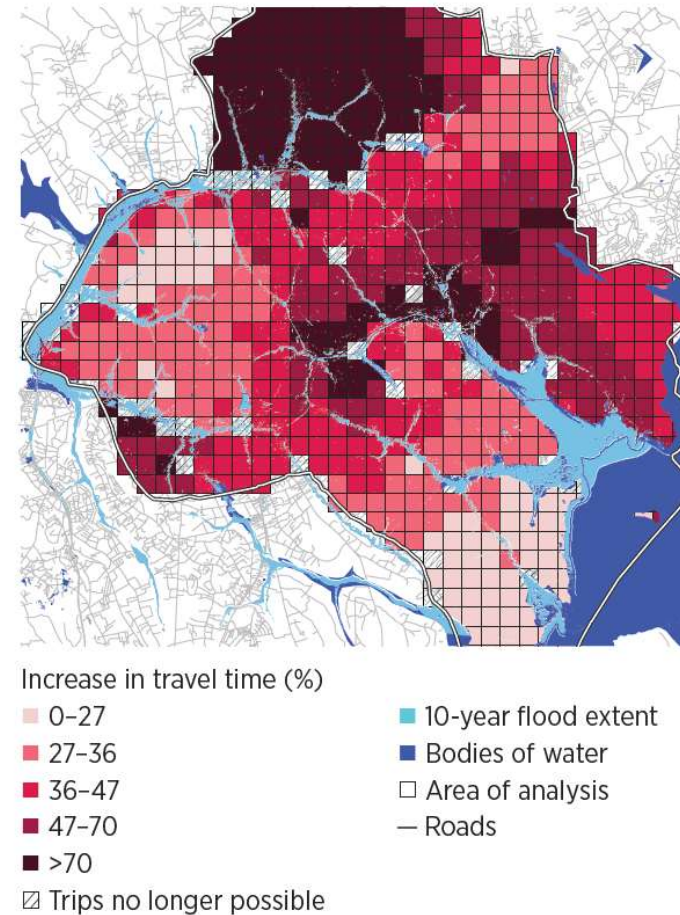 Increase in travel time (%)
0–27
27–36
36–47
47–70
>70
Trips no longer possible
10-year flood extent
Bodies of water
Area of analysis
Roads